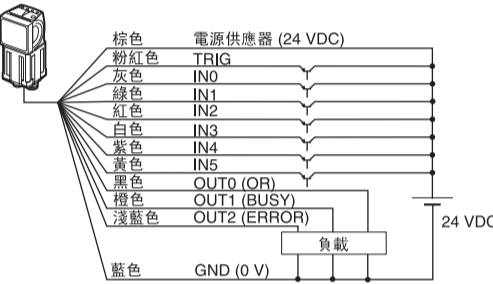 棕色 電源供應器 (24 VDC)
粉紅色 TRIG
灰色 IN0
綠色 IN1
紅色 IN2
白色 IN3
紫色 IN4
黃色 IN5
黑色 OUT0 (OR)
橙色 OUT1 (BUSY)
淺藍色 OUT2 (ERROR)
24 VDC
負載
藍色 GND (0 V)